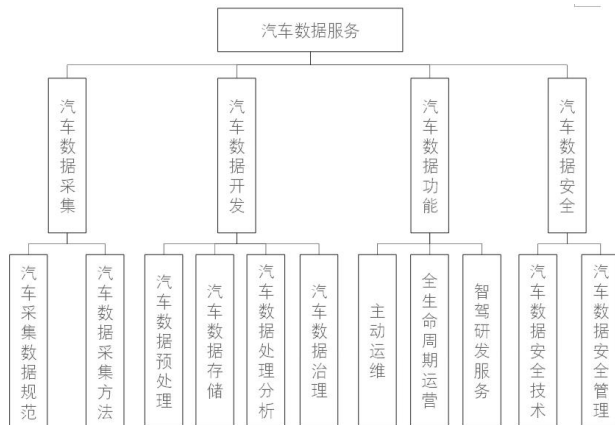 汽车数据服务
汽车数据采集
汽车数据开发
汽车数据功能
汽车数据安全
汽车采集数据规范
汽车数据采集方法
汽车数据预处理
汽车数据存储
汽车数据处理分析
汽车数据治理
主动运维
全生命周期运营
智驾研发服务
汽车数据安全技术
汽车数据安全管理